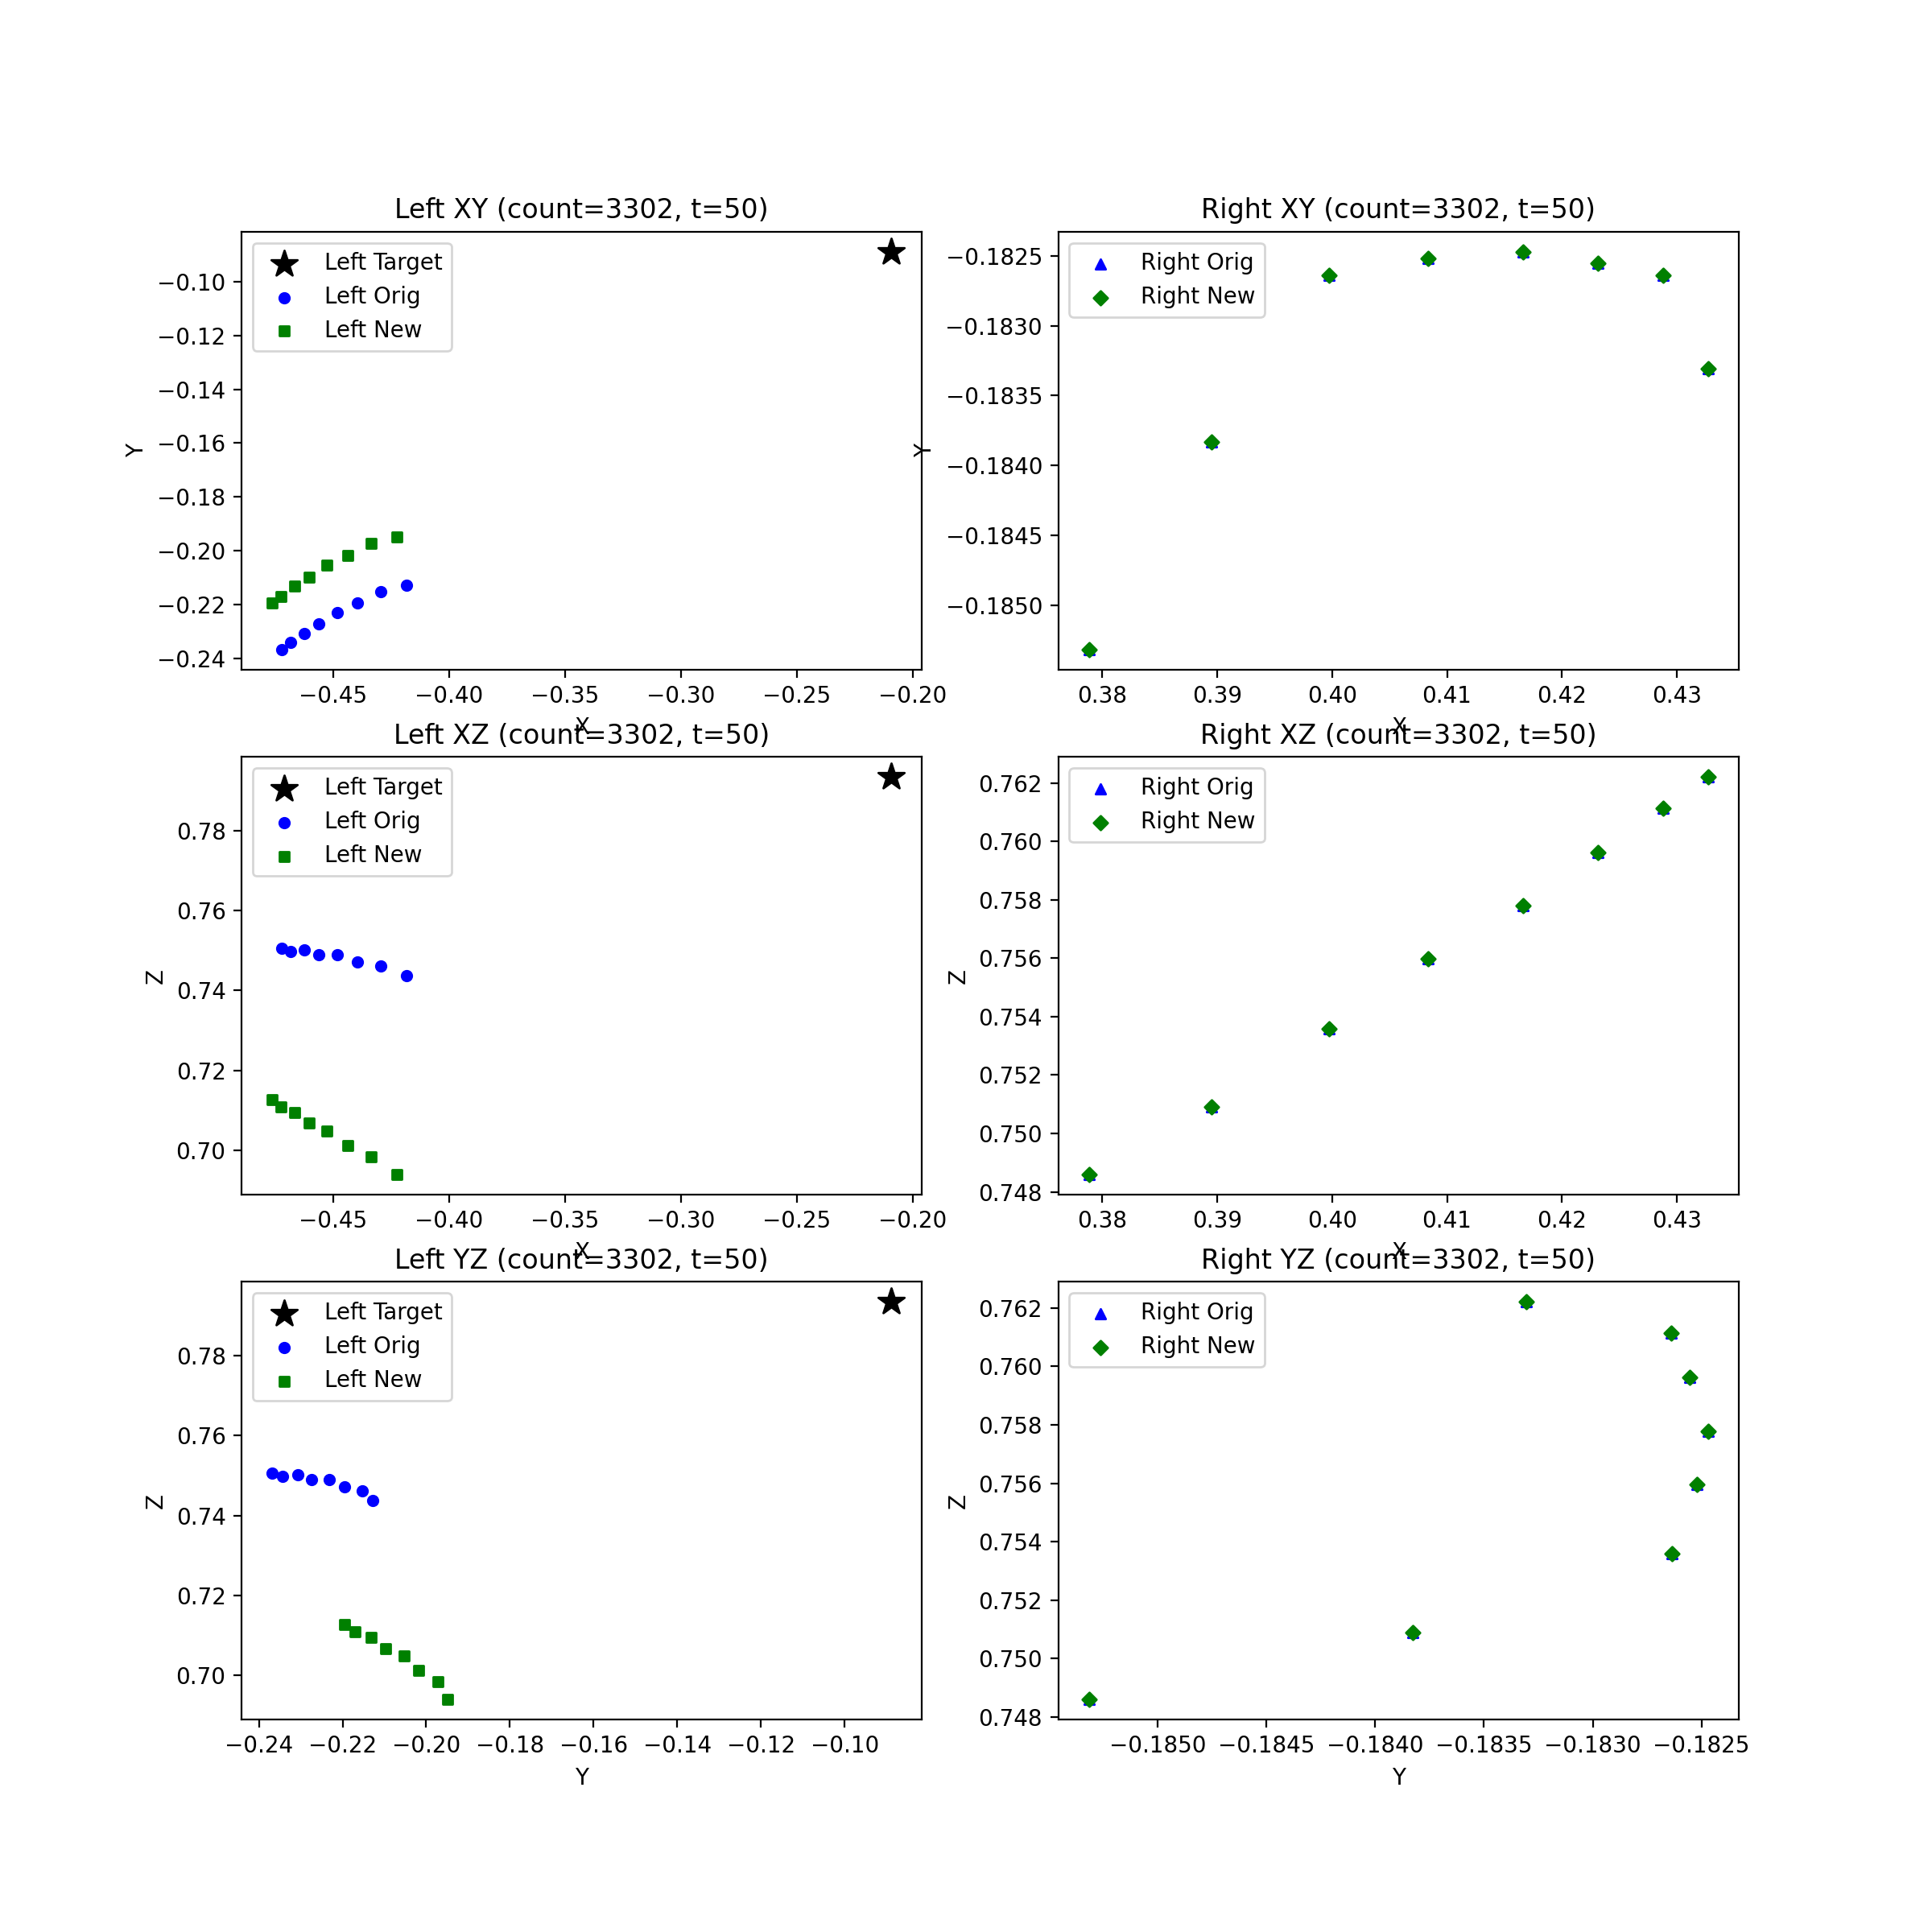 Left XY (count=3302, t=50)
Right XY (count=3302, t=50)
Left Target
Left Orig
Left New
Right Orig
Right New
−0.10
−0.12
−0.14
−0.16
−0.18
−0.20
−0.22
−0.24
Y
−0.45
−0.40
−0.35
−0.30
−0.25
−0.20
X
−0.1825
−0.1830
−0.1835
−0.1840
−0.1845
−0.1850
Y
0.38
0.39
0.40
0.41
0.42
0.43
X
Left XZ (count=3302, t=50)
Right XZ (count=3302, t=50)
Left Target
Left Orig
Left New
Right Orig
Right New
0.78
0.76
0.74
0.72
0.70
Z
−0.45
−0.40
−0.35
−0.30
−0.25
−0.20
X
0.762
0.760
0.758
0.756
0.754
0.752
0.750
0.748
Z
0.38
0.39
0.40
0.41
0.42
0.43
X
Left YZ (count=3302, t=50)
Right YZ (count=3302, t=50)
Left Target
Left Orig
Left New
Right Orig
Right New
0.78
0.76
0.74
0.72
0.70
Z
−0.24
−0.22
−0.20
−0.18
−0.16
−0.14
−0.12
−0.10
Y
0.762
0.760
0.758
0.756
0.754
0.752
0.750
0.748
Z
−0.1850
−0.1845
−0.1840
−0.1835
−0.1830
−0.1825
Y